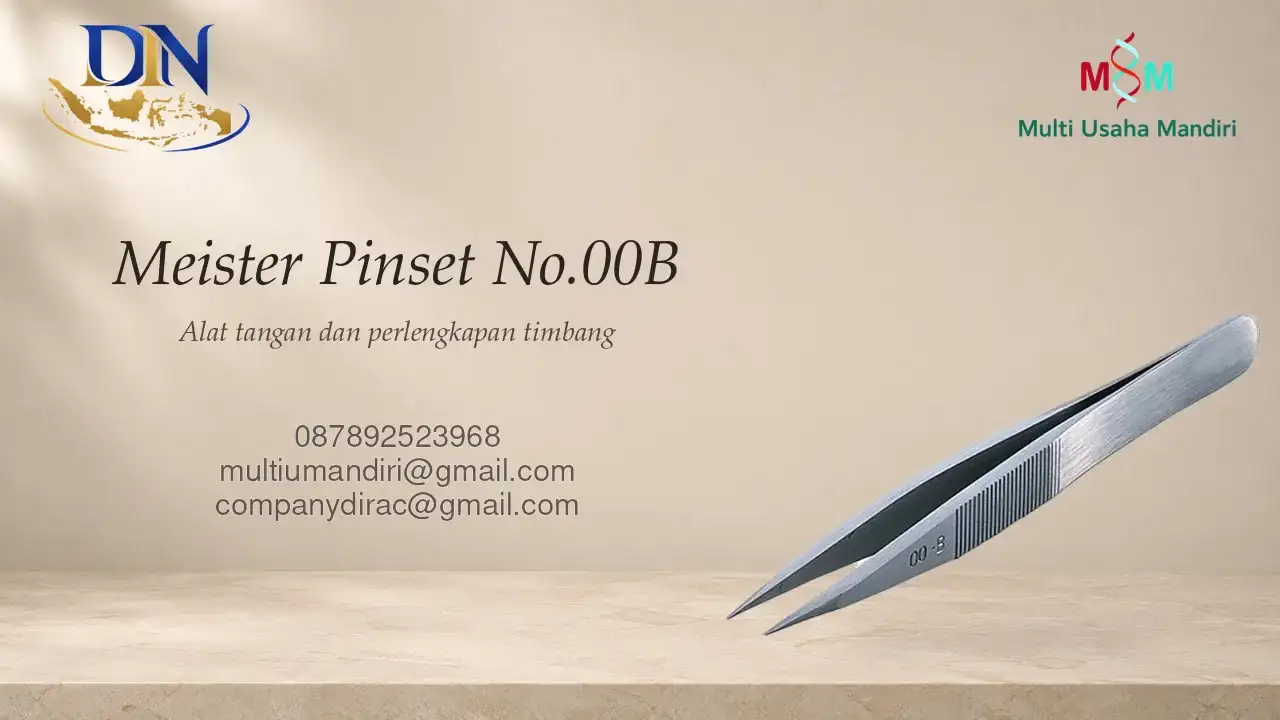 DN
M M
Multi Usaha Mandiri
Meister Pinset No.00B
Alat tangan dan perlengkapan timbang
087892523968
multiumandiri@gmail.com
companydirac@gmail.com
00-B